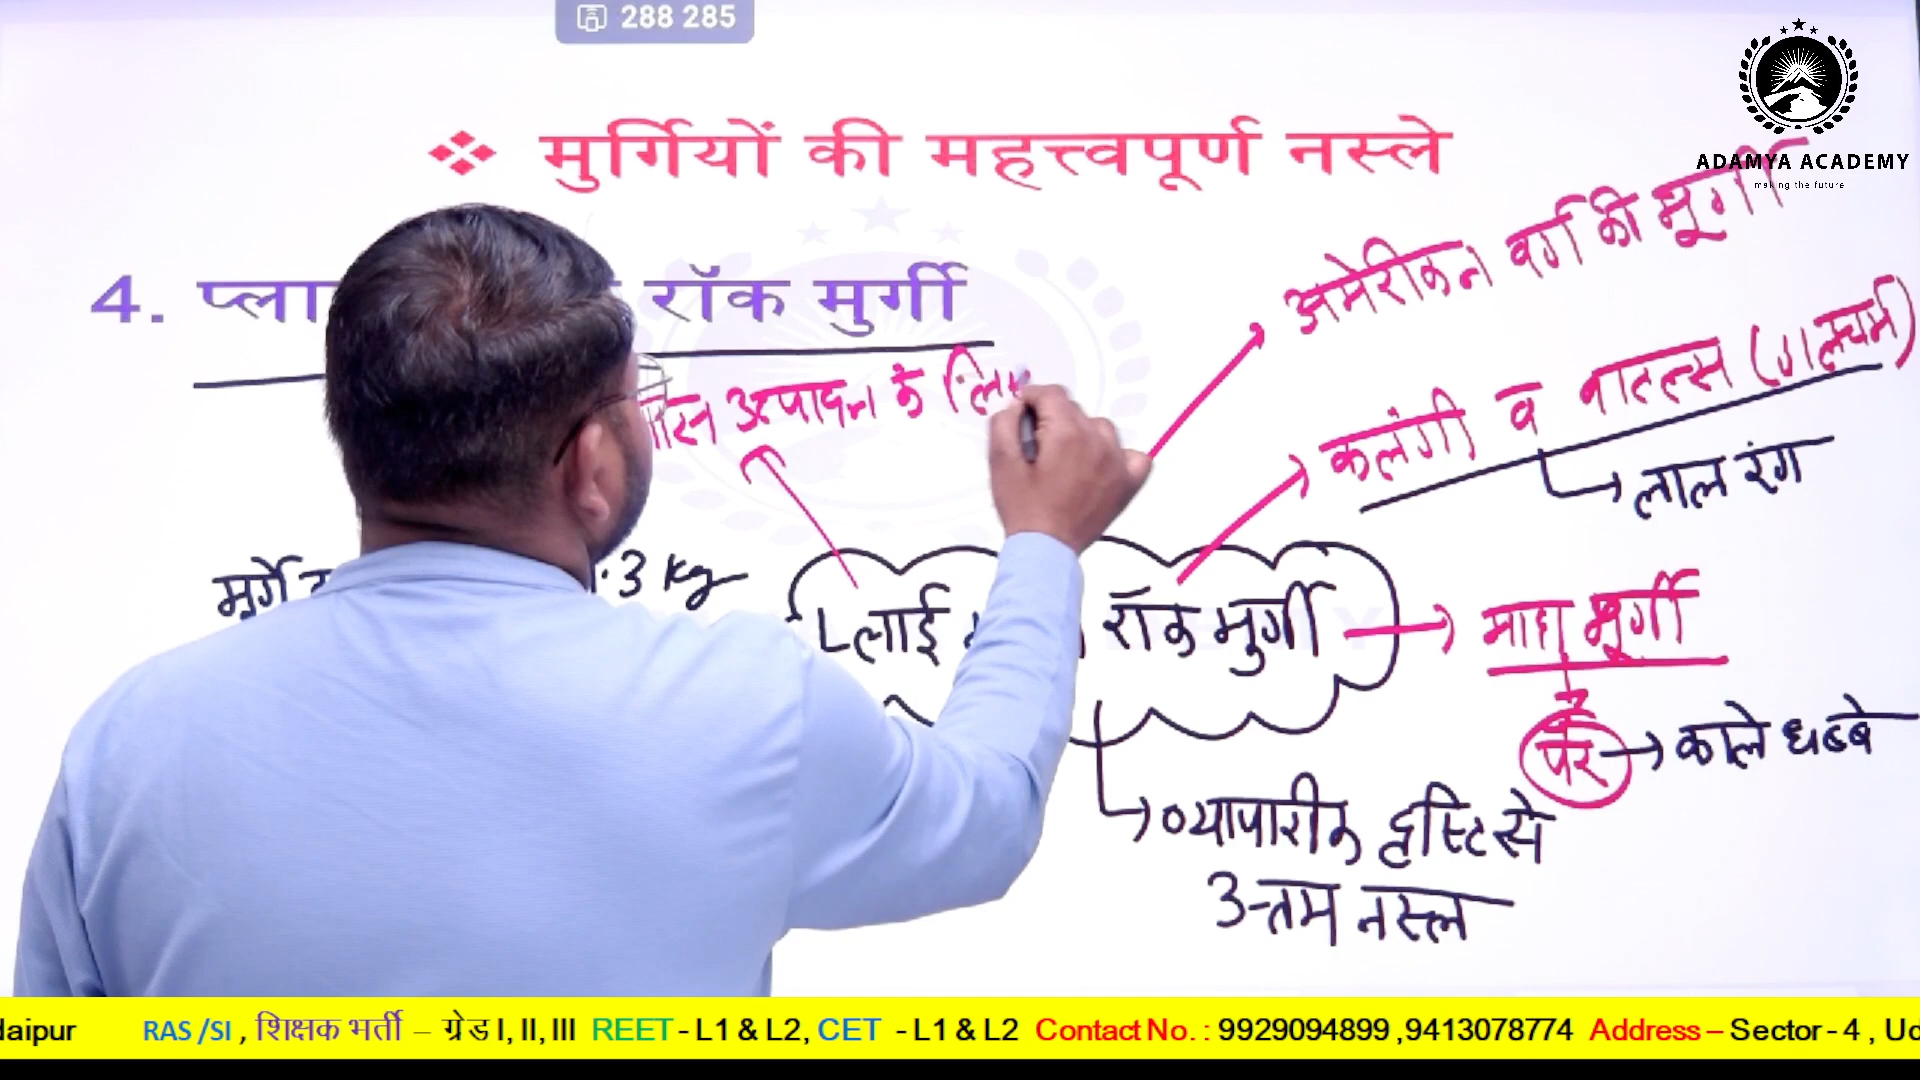 288 285
ADAMYA ACADEMY
making the future
❖ मुर्गियों की महत्त्वपूर्ण नस्ले
4. रॉक मुर्गी
अमेरीकन वर्ग की मूर्गी
उत्पादन के
कलंगी व वाटल्स (गलचर्म)
लाल रंग
मुर्गे 3 Kg
प्लाई रॉक मुर्गी
मादा मूर्गी
के
पर → काले धब्बे
व्यापारीक दृस्टि से
उत्तम नस्ल
RAS /SI , शिक्षक भर्ती – ग्रेड I, II, III REET - L1 & L2, CET - L1 & L2 Contact No. : 9929094899 ,9413078774 Address – Sector - 4 ,